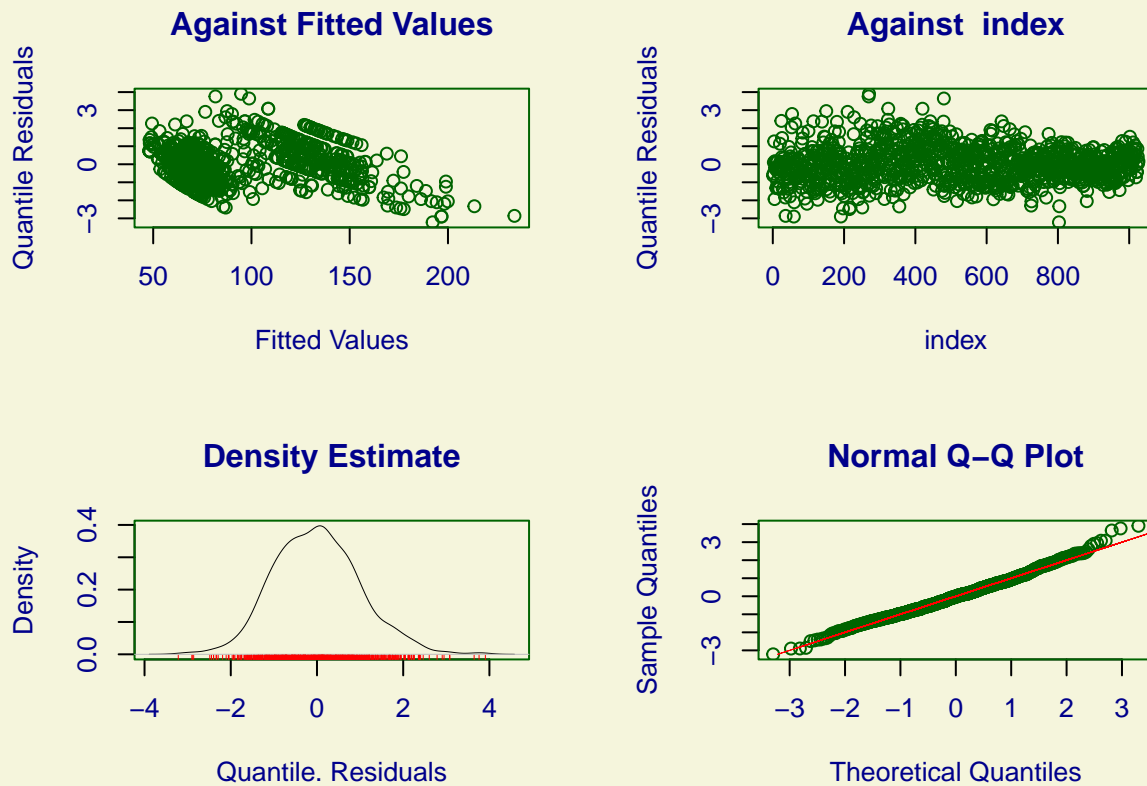 Against Fitted Values
Quantile Residuals
−3 0 3
50 100 150 200
Fitted Values
Against index
Quantile Residuals
−3 0 3
0 200 400 600 800
index
Density Estimate
Density
0.0 0.2 0.4
−4 −2 0 2 4
Quantile. Residuals
Normal Q−Q Plot
Sample Quantiles
−3 0 3
−3 −2 −1 0 1 2 3
Theoretical Quantiles